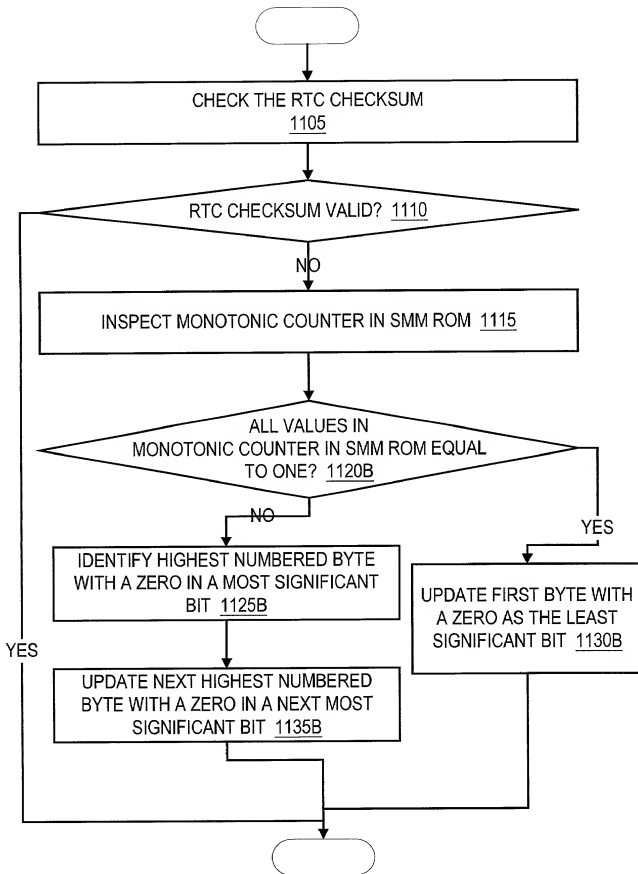 CHECK THE RTC CHECKSUM
1105
RTC CHECKSUM VALID? 1110
NO
INSPECT MONOTONIC COUNTER IN SMM ROM 1115
ALL VALUES IN
MONOTONIC COUNTER IN SMM ROM EQUAL
TO ONE? 1120B
NO
YES
IDENTIFY HIGHEST NUMBERED BYTE
WITH A ZERO IN A MOST SIGNIFICANT
BIT 1125B
UPDATE FIRST BYTE WITH
A ZERO AS THE LEAST
SIGNIFICANT BIT 1130B
YES
UPDATE NEXT HIGHEST NUMBERED
BYTE WITH A ZERO IN A NEXT MOST
SIGNIFICANT BIT 1135B